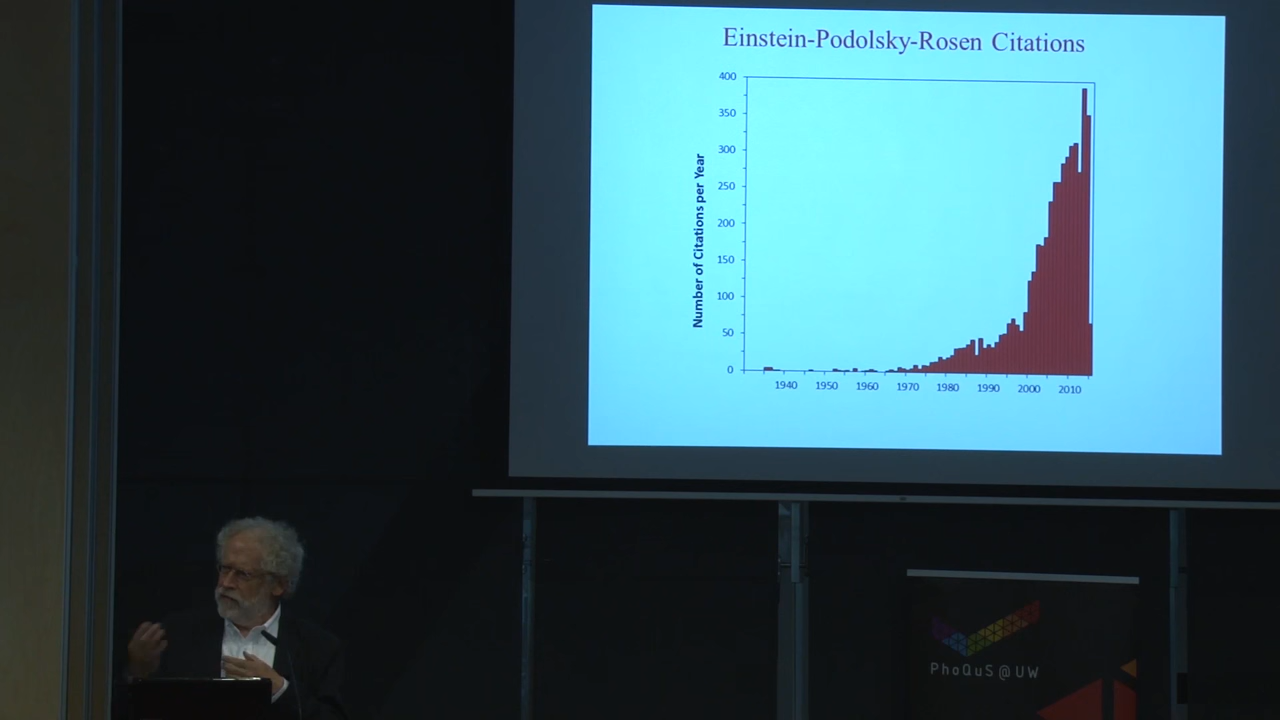 Einstein-Podolsky-Rosen Citations
Number of Citations per Year
400
350
300
250
200
150
100
50
0
1940 1950 1960 1970 1980 1990 2000 2010
PhoQuS@UW